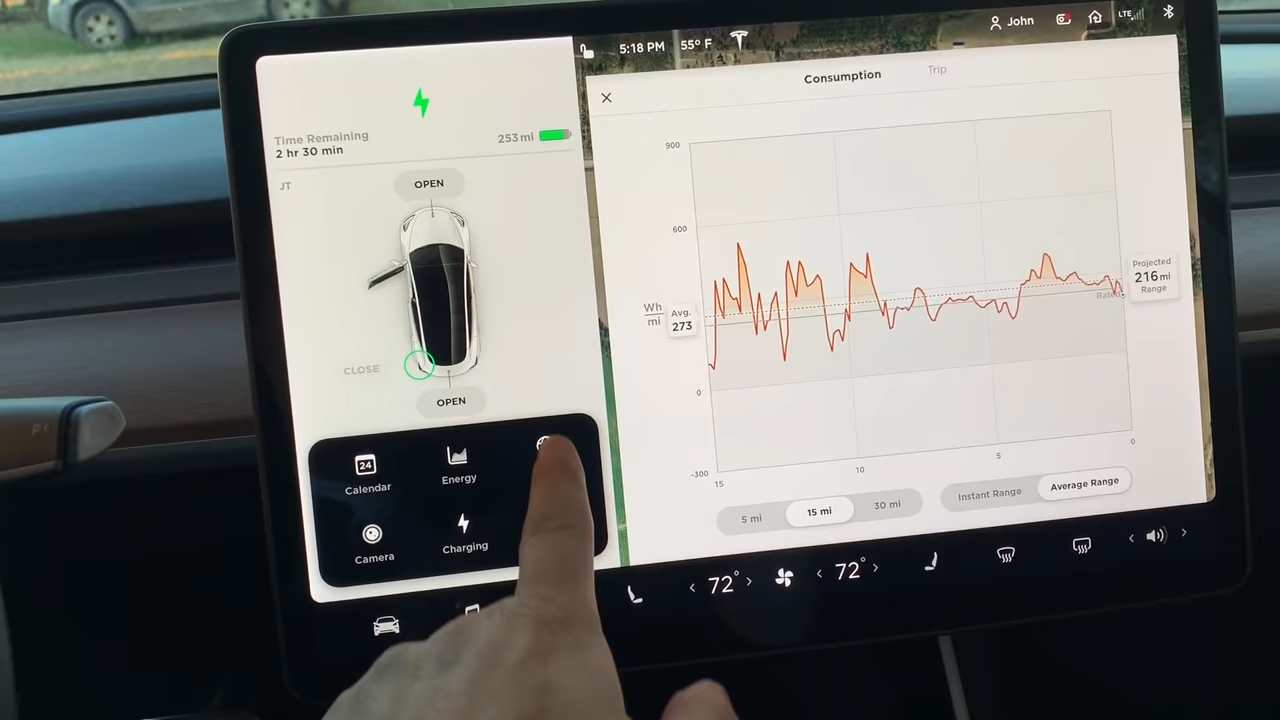 John
LTE
5:18 PM
55° F
Consumption
Trip
Time Remaining
2 hr 30 min
253 mi
JT
OPEN
CLOSE
OPEN
24
Calendar
Energy
Camera
Charging
900
600
Wh
mi
Avg.
273
0
-300
15
10
5
0
Projected
216 mi
Range
5 mi
15 mi
30 mi
Instant Range
Average Range
72°
72°